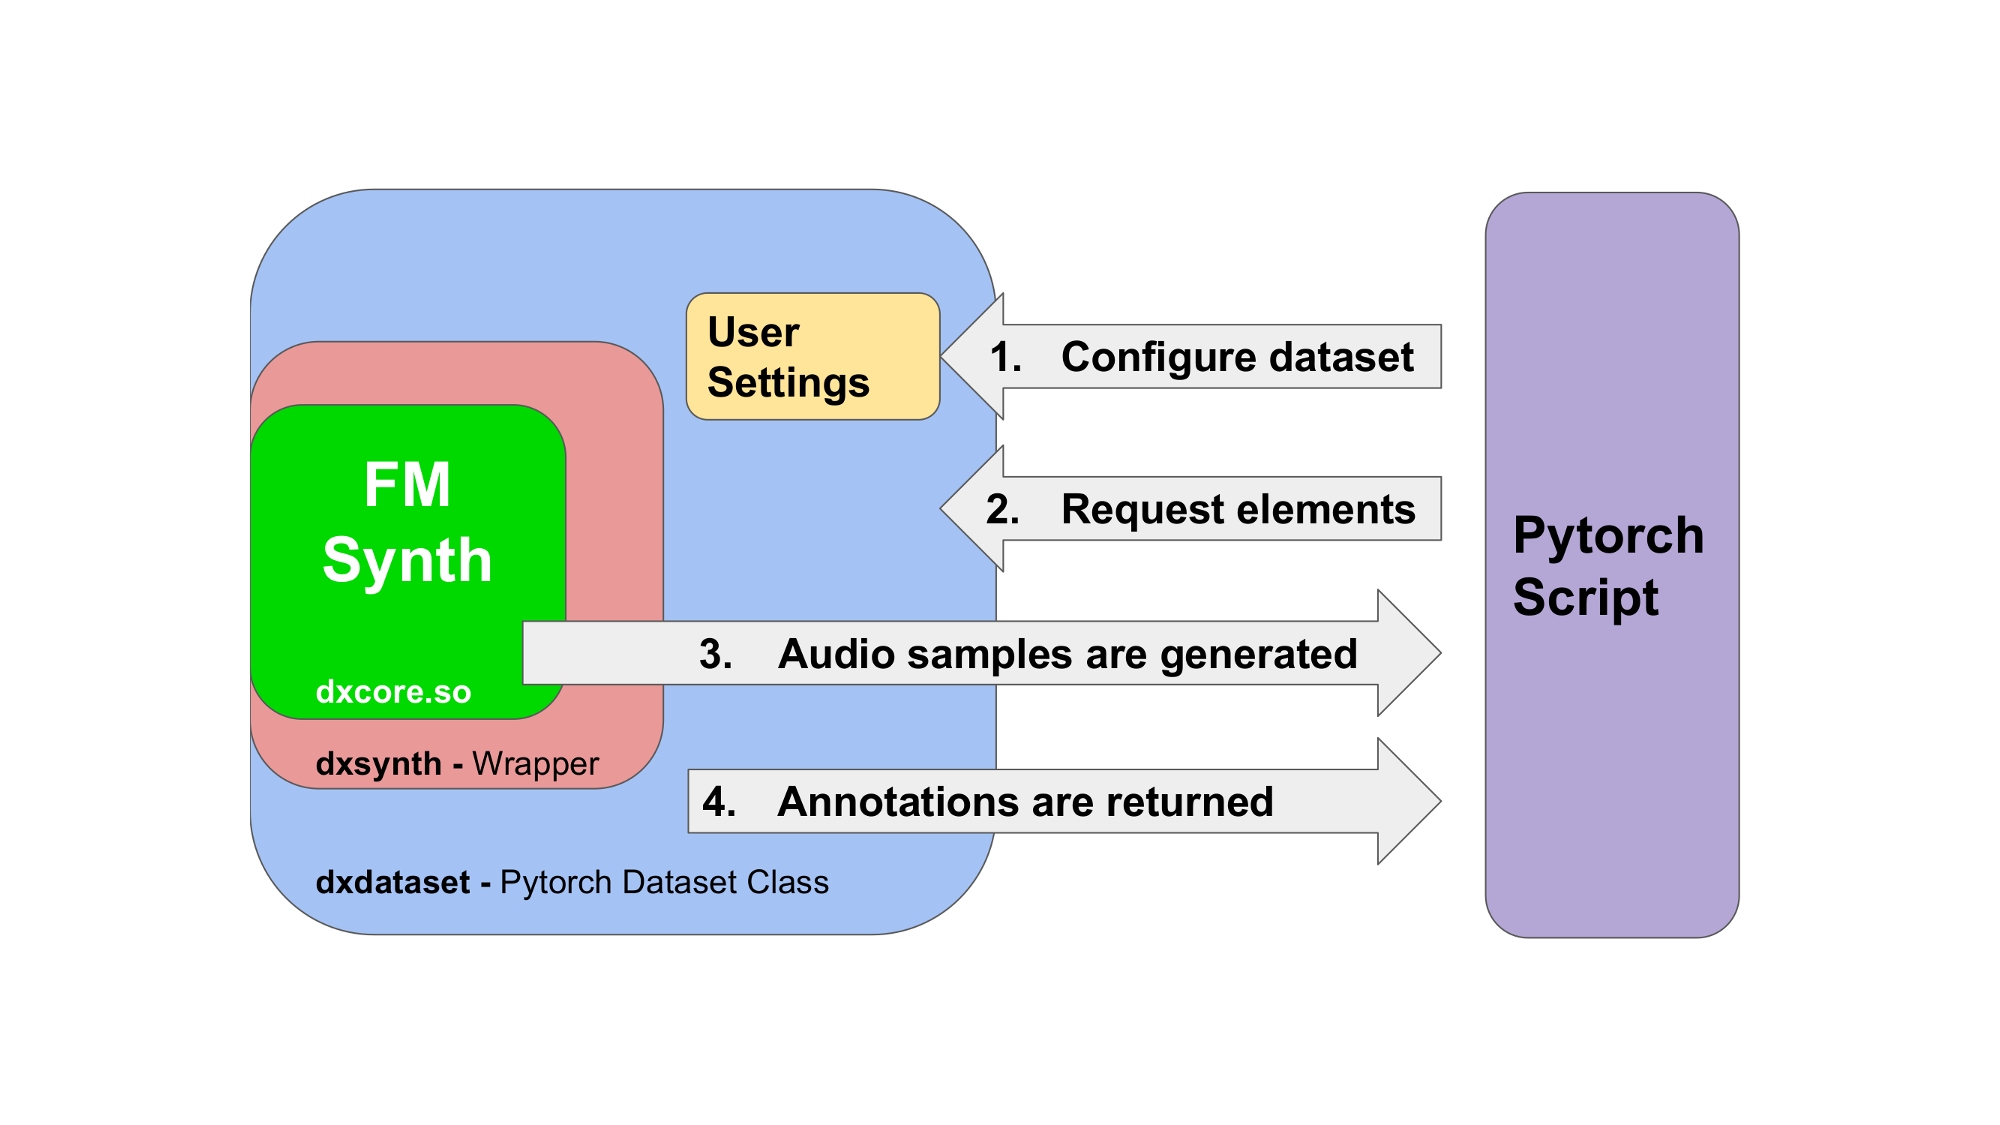 User
Settings
1. Configure dataset
2. Request elements
FM
Synth
dxcore.so
3. Audio samples are generated
dxsynth - Wrapper
4. Annotations are returned
dxdataset - Pytorch Dataset Class
Pytorch
Script